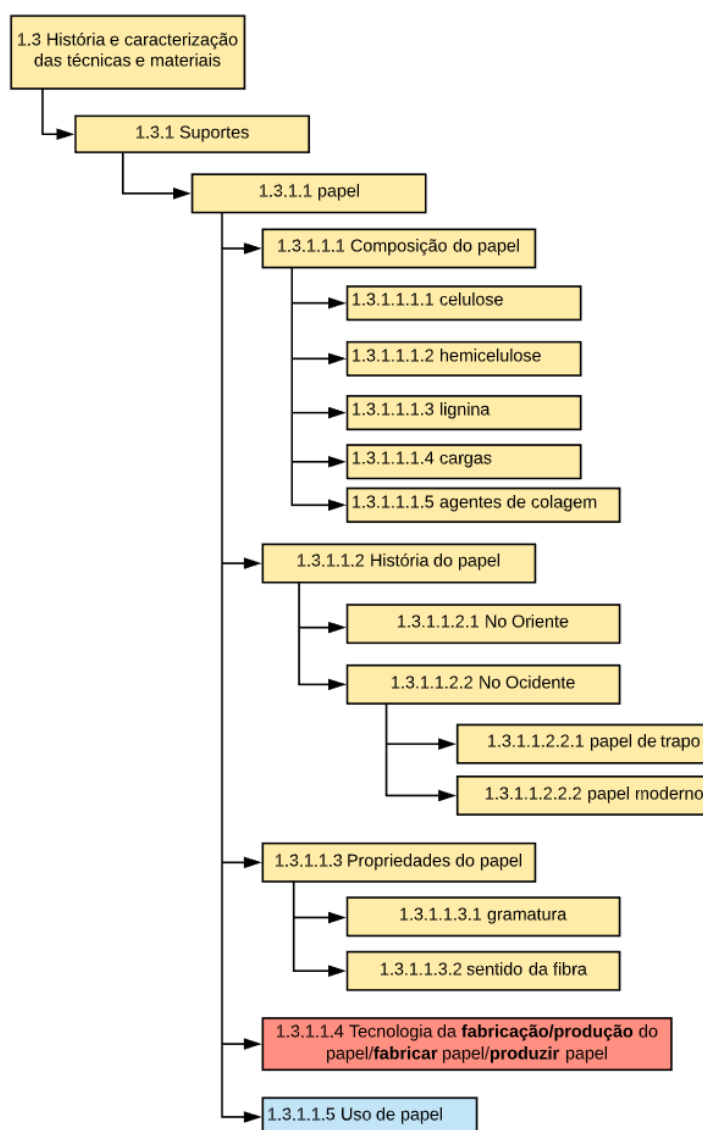 1.3 História e caracterização
das técnicas e materiais
1.3.1 Suportes
1.3.1.1 papel
1.3.1.1.1 Composição do papel
1.3.1.1.1.1 celulose
1.3.1.1.1.2 hemicelulose
1.3.1.1.1.3 lignina
1.3.1.1.1.4 cargas
1.3.1.1.1.5 agentes de colagem
1.3.1.1.2 História do papel
1.3.1.1.2.1 No Oriente
1.3.1.1.2.2 No Ocidente
1.3.1.1.2.2.1 papel de trapo
1.3.1.1.2.2.2 papel moderno
1.3.1.1.3 Propriedades do papel
1.3.1.1.3.1 gramatura
1.3.1.1.3.2 sentido da fibra
1.3.1.1.4 Tecnologia da fabricação/produção do
papel/fabricar papel/produzir papel
1.3.1.1.5 Uso de papel